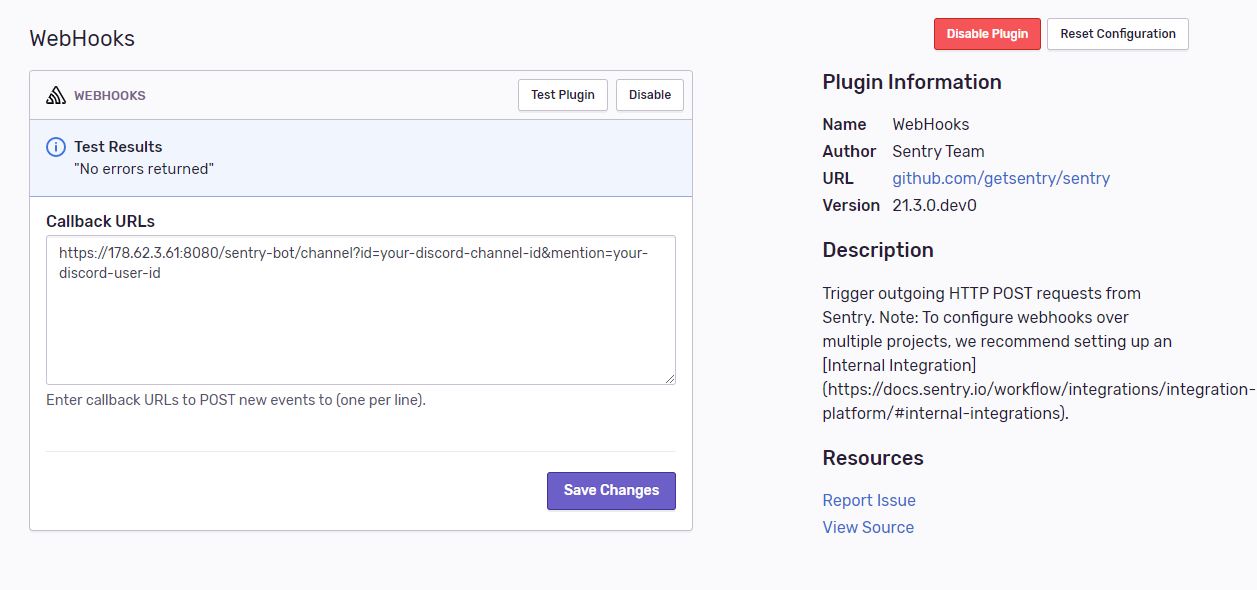 WebHooks
Disable Plugin
Reset Configuration
WEBHOOKS
Test Plugin
Disable
Test Results
"No errors returned"
Callback URLs
https://178.62.3.61:8080/sentry-bot/channel?id=your-discord-channel-id&mention=your-
discord-user-id
Enter callback URLs to POST new events to (one per line).
Save Changes
Plugin Information
Name WebHooks
Author Sentry Team
URL github.com/getsentry/sentry
Version 21.3.0.dev0
Description
Trigger outgoing HTTP POST requests from
Sentry. Note: To configure webhooks over
multiple projects, we recommend setting up an
[Internal Integration]
(https://docs.sentry.io/workflow/integrations/integration-
platform/#internal-integrations).
Resources
Report Issue
View Source